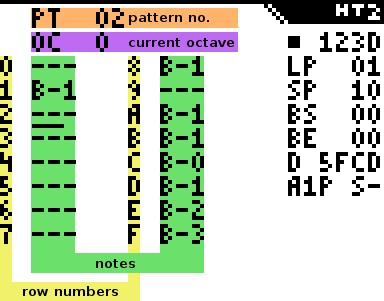 PT 02 pattern no. HT2
OC 0 current octave ■ 123D
0 --- 8 B-1 LP 01
1 B-1 9 --- SP 10
2 --- A B-1 BS 00
3 --- B B-1 BE 00
4 --- C B-0 D 5FCD
5 --- D B-1 A1P S-
6 --- E B-2
7 --- F B-3
notes
row numbers